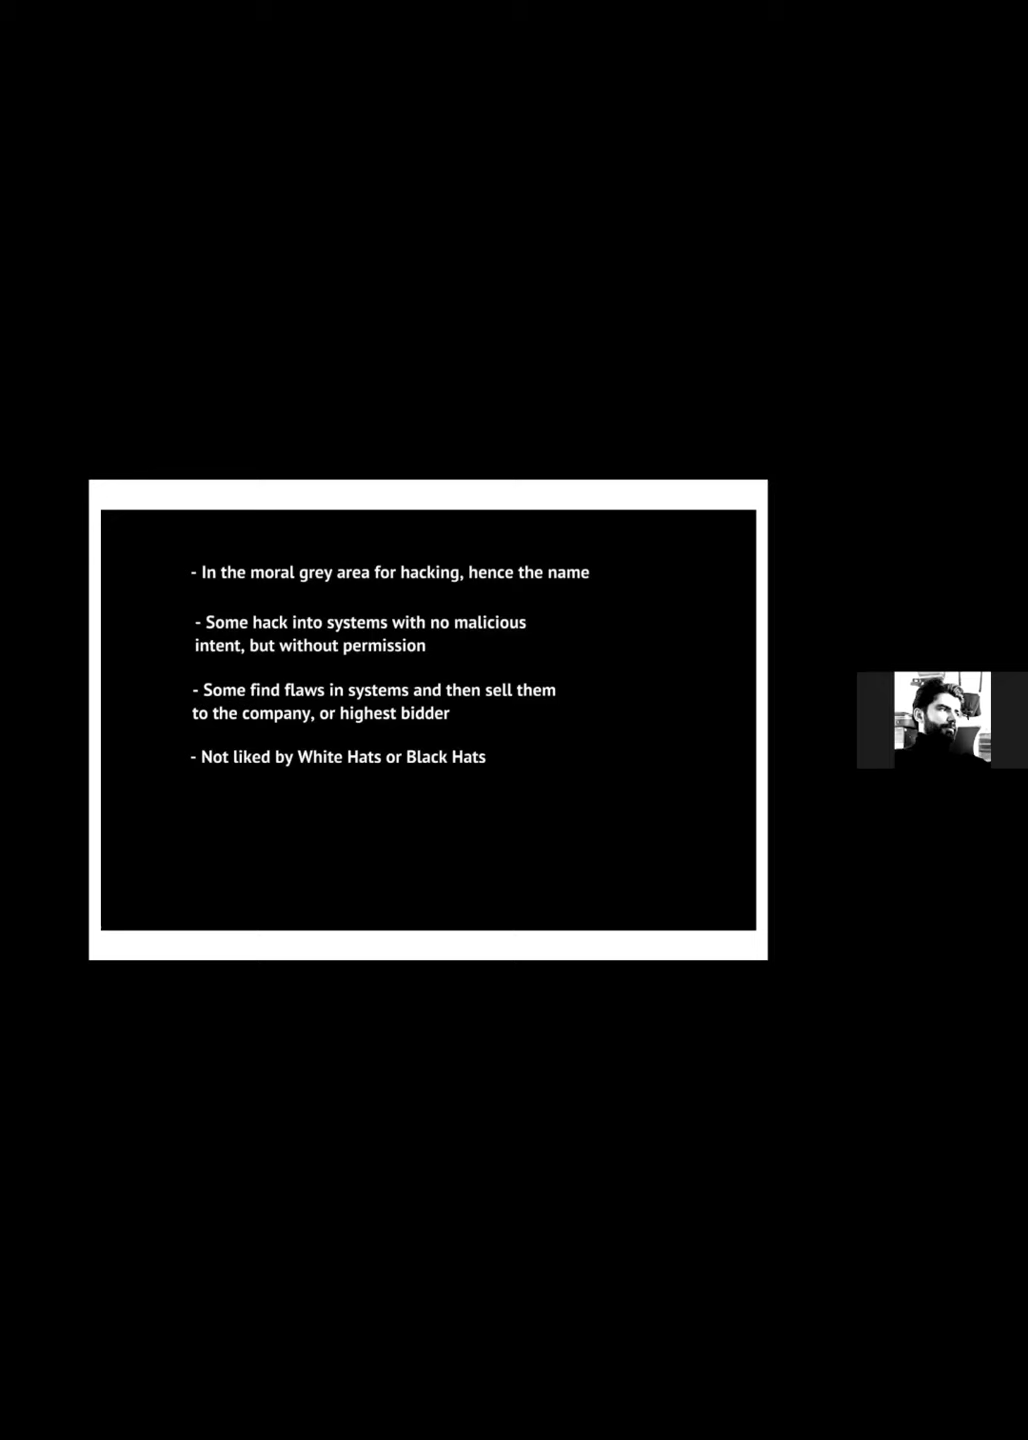 - In the moral grey area for hacking, hence the name
- Some hack into systems with no malicious
intent, but without permission
- Some find flaws in systems and then sell them
to the company, or highest bidder
- Not liked by White Hats or Black Hats